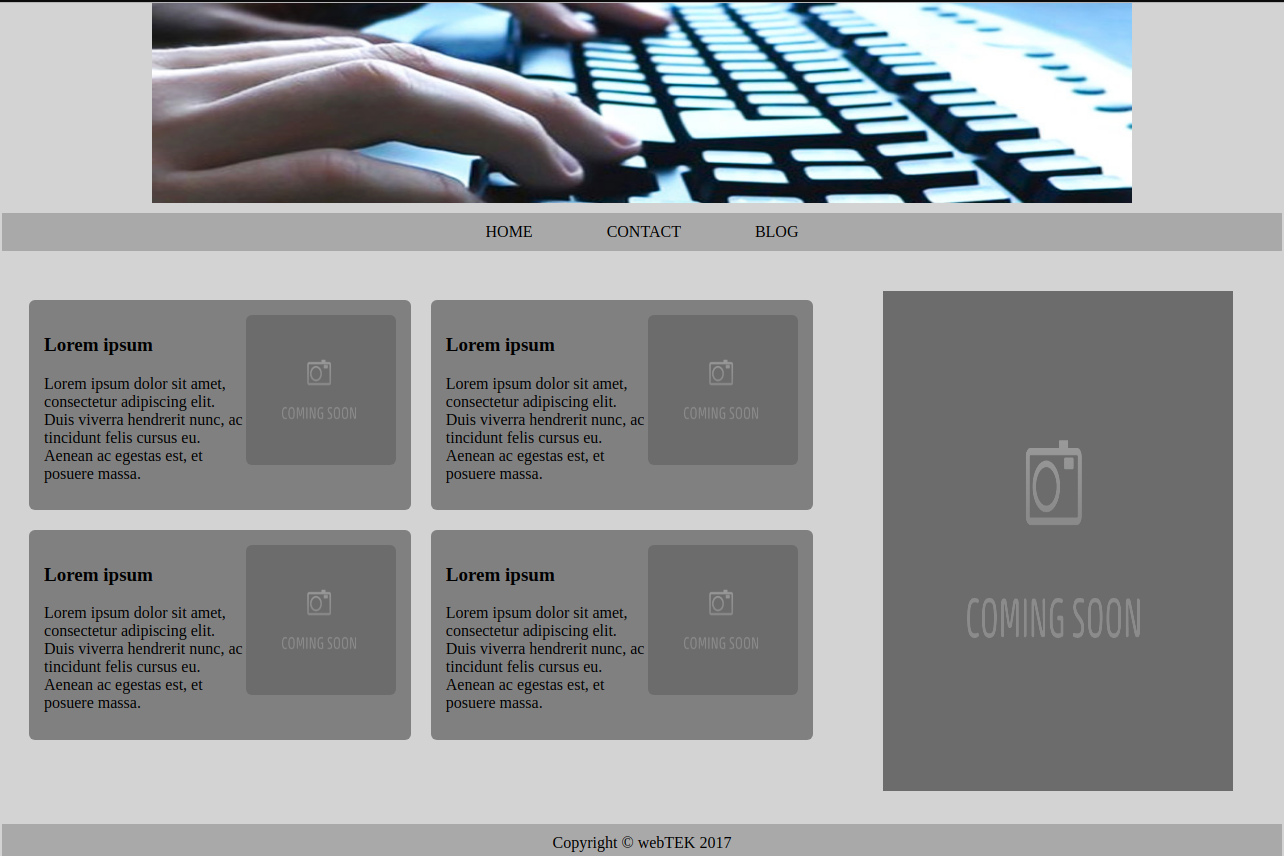 HOME
CONTACT
BLOG
Lorem ipsum
Lorem ipsum dolor sit amet,
consectetur adipiscing elit.
Duis viverra hendrerit nunc, ac
tincidunt felis cursus eu.
Aenean ac egestas est, et
posuere massa.
COMING SOON
Lorem ipsum
Lorem ipsum dolor sit amet,
consectetur adipiscing elit.
Duis viverra hendrerit nunc, ac
tincidunt felis cursus eu.
Aenean ac egestas est, et
posuere massa.
COMING SOON
Lorem ipsum
Lorem ipsum dolor sit amet,
consectetur adipiscing elit.
Duis viverra hendrerit nunc, ac
tincidunt felis cursus eu.
Aenean ac egestas est, et
posuere massa.
COMING SOON
Lorem ipsum
Lorem ipsum dolor sit amet,
consectetur adipiscing elit.
Duis viverra hendrerit nunc, ac
tincidunt felis cursus eu.
Aenean ac egestas est, et
posuere massa.
COMING SOON
COMING SOON
Copyright © webTEK 2017